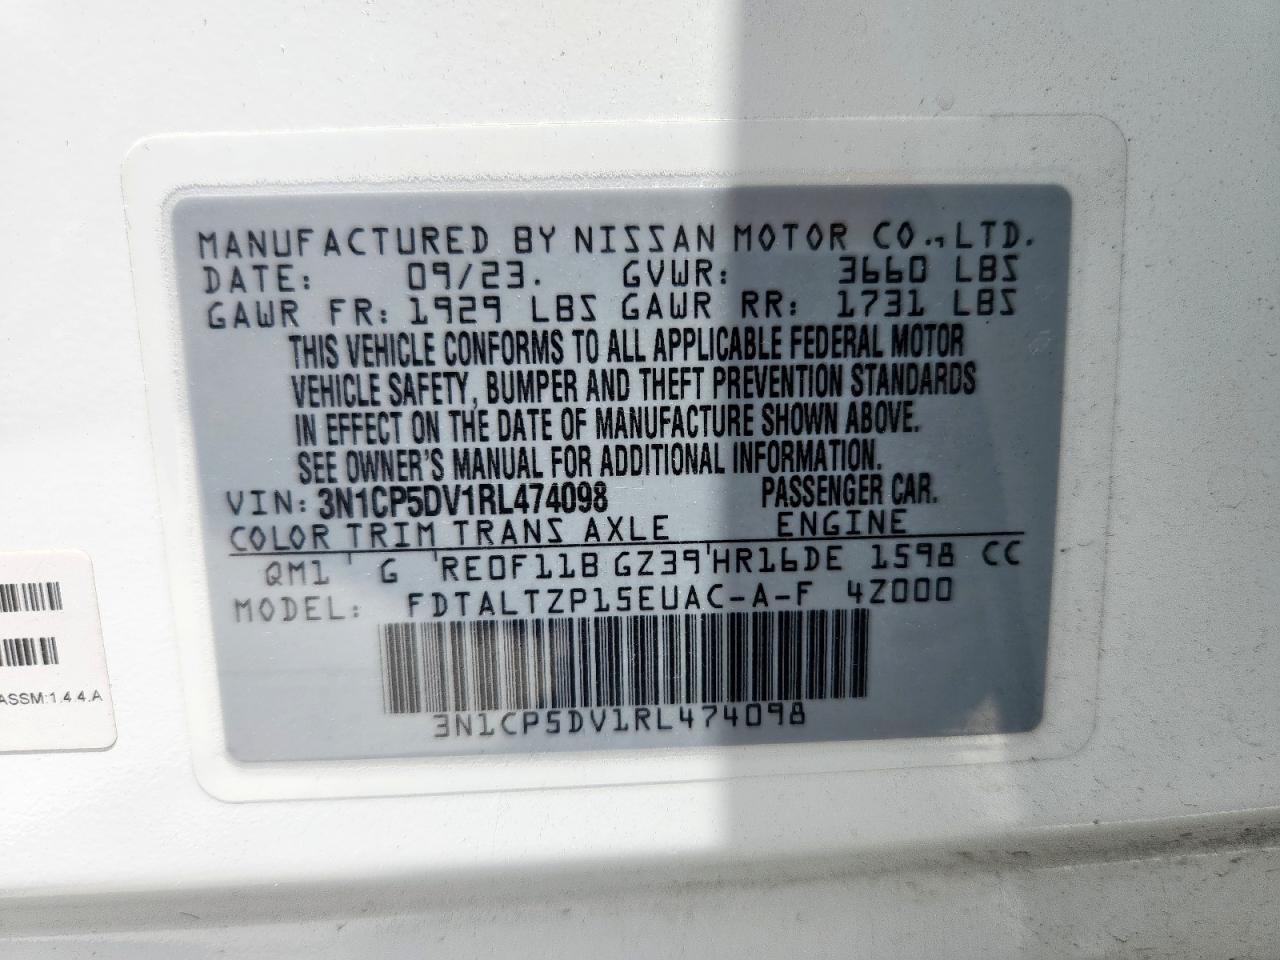 MANUFACTURED BY NISSAN MOTOR CO., LTD.
DATE: 09/23. GVWR: 3660 LBS
GAWR FR: 1929 LBS GAWR RR: 1731 LBS
THIS VEHICLE CONFORMS TO ALL APPLICABLE FEDERAL MOTOR
VEHICLE SAFETY, BUMPER AND THEFT PREVENTION STANDARDS
IN EFFECT ON THE DATE OF MANUFACTURE SHOWN ABOVE.
SEE OWNER'S MANUAL FOR ADDITIONAL INFORMATION.
VIN: 3N1CP5DV1RL474098 PASSENGER CAR.
COLOR TRIM TRANS AXLE ENGINE
QM1 ' G ' RE0F11B GZ39 ' HR16DE 1598 CC
MODEL: FDTALTZP15EUAC-A-F 4Z000
3N1CP5DV1RL474098
ASSM:1.4.4.A